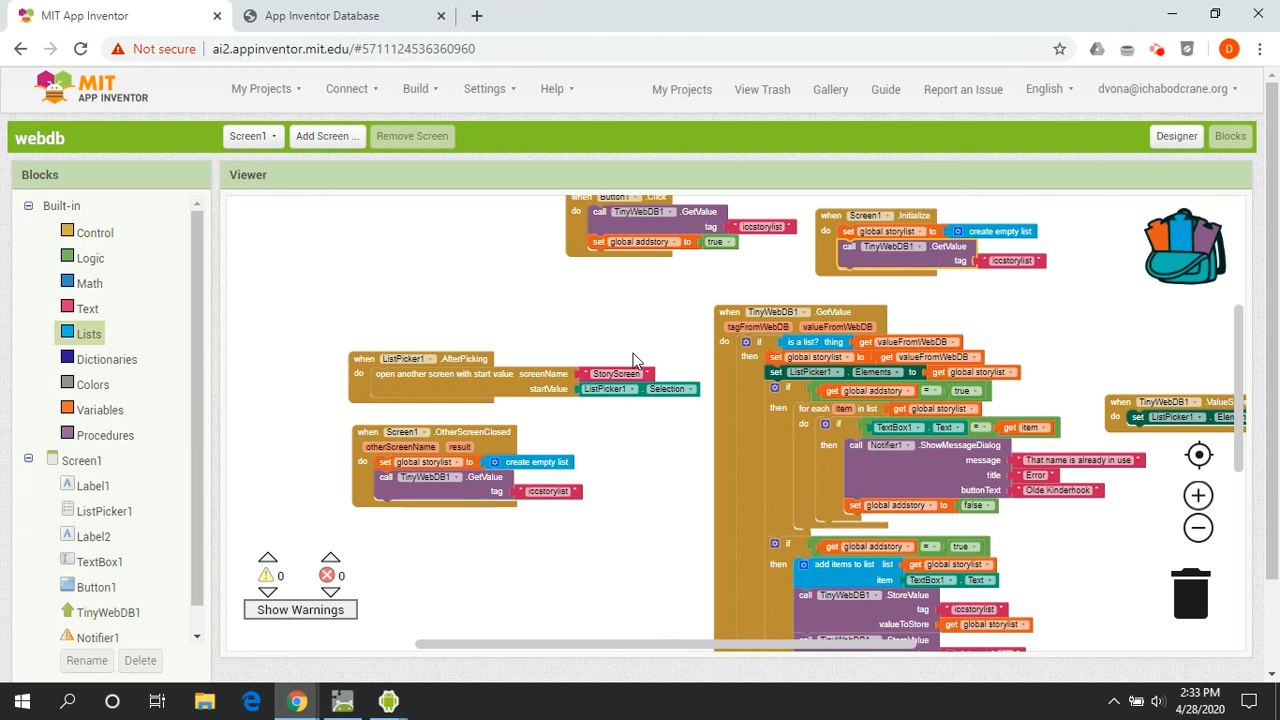 MIT App Inventor
App Inventor Database
Not secure ai2.appinventor.mit.edu/#5711124536360960
D
MIT
APP INVENTOR
My Projects Connect Build Settings Help My Projects View Trash Gallery Guide Report an Issue English dvona@ichabodcrane.org
webdb Screen1 Add Screen ... Remove Screen Designer Blocks
Blocks
Viewer
Built-in
Control
Logic
Math
Text
Lists
Dictionaries
Colors
Variables
Procedures
Screen1
Label1
ListPicker1
Label2
TextBox1
Button1
TinyWebDB1
Notifier1
Rename Delete
when Button1 .Click
do call TinyWebDB1 .GetValue
tag " iccstorylist "
set global addstory to true
when Screen1 .Initialize
do set global storylist to create empty list
call TinyWebDB1 .GetValue
tag " iccstorylist "
when ListPicker1 .AfterPicking
do open another screen with start value screenName " StoryScreen "
startValue ListPicker1 . Selection
when Screen1 .OtherScreenClosed
otherScreenName result
do set global storylist to create empty list
call TinyWebDB1 .GetValue
tag " iccstorylist "
when TinyWebDB1 .GotValue
tagFromWebDB valueFromWebDB
do if is a list? thing get valueFromWebDB
then set global storylist to get valueFromWebDB
set ListPicker1 . Elements to get global storylist
if get global addstory = true
then for each item in list get global storylist
do if TextBox1 . Text = get item
then call Notifier1 .ShowMessageDialog
message " That name is already in use "
title " Error "
buttonText " Olde Kinderhook "
set global addstory to false
if get global addstory = true
then add items to list list get global storylist
item TextBox1 . Text
call TinyWebDB1 .StoreValue
tag " iccstorylist "
valueToStore get global storylist
when TinyWebDB1 .ValueS
do set ListPicker1 . Elem
0 0
Show Warnings
2:33 PM
4/28/2020